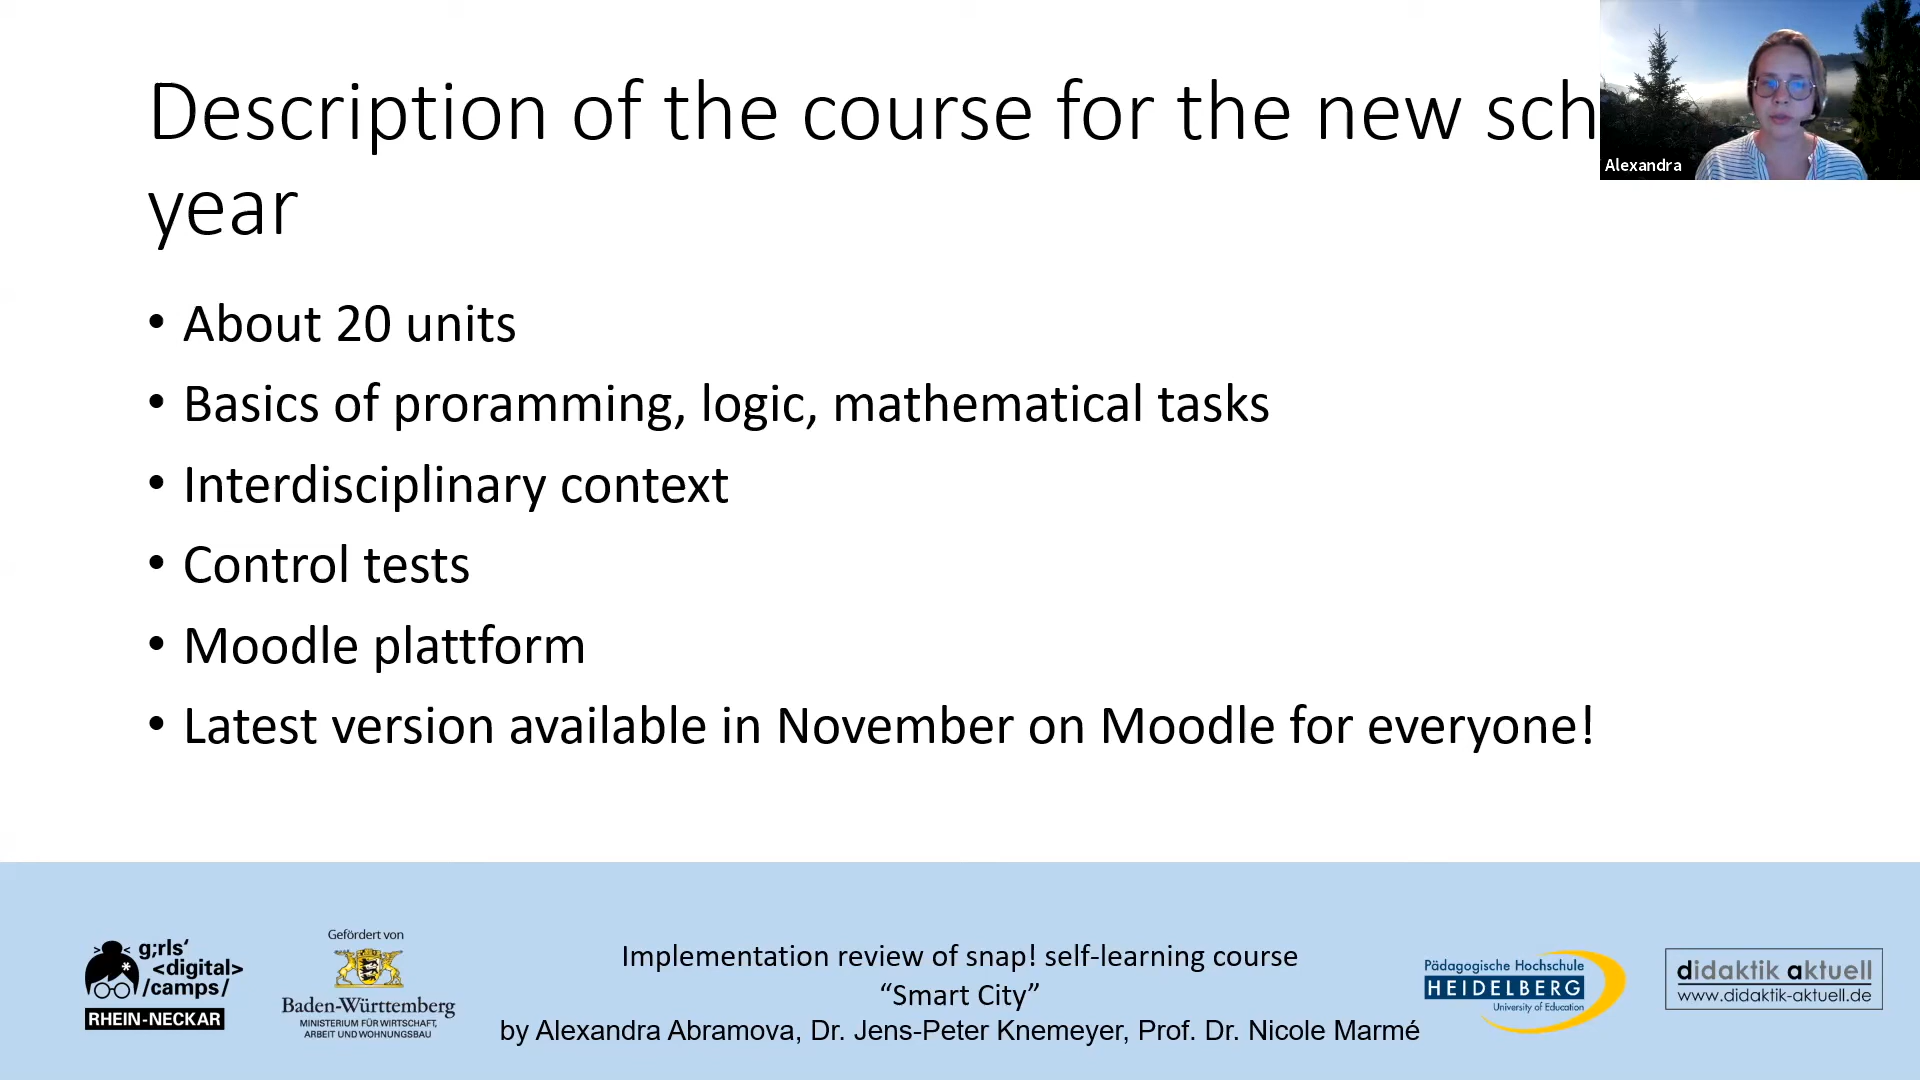 Description of the course for the new sch
year
Alexandra
• About 20 units
• Basics of proramming, logic, mathematical tasks
• Interdisciplinary context
• Control tests
• Moodle plattform
• Latest version available in November on Moodle for everyone!
g;rls‘
<digital>
/camps/
RHEIN-NECKAR
Gefördert von
Baden-Württemberg
MINISTERIUM FÜR WIRTSCHAFT,
ARBEIT UND WOHNUNGSBAU
Implementation review of snap! self-learning course
“Smart City”
by Alexandra Abramova, Dr. Jens-Peter Knemeyer, Prof. Dr. Nicole Marmé
Pädagogische Hochschule
HEIDELBERG
University of Education
didaktik aktuell
www.didaktik-aktuell.de